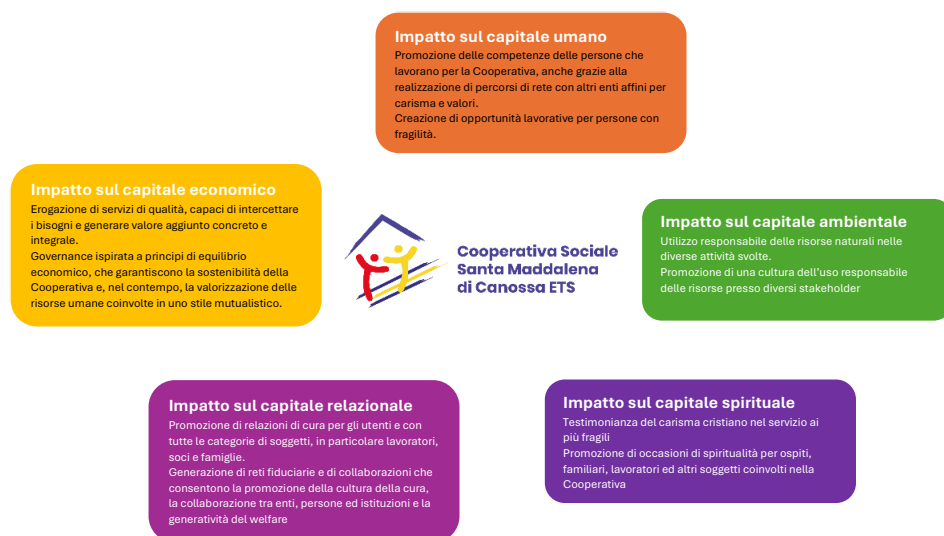 Impatto sul capitale umano
Promozione delle competenze delle persone che
lavorano per la Cooperativa, anche grazie alla
realizzazione di percorsi di rete con altri enti affini per
carisma e valori.
Creazione di opportunità lavorative per persone con
fragilità.
Impatto sul capitale economico
Erogazione di servizi di qualità, capaci di intercettare
i bisogni e generare valore aggiunto concreto e
integrale.
Governance ispirata a principi di equilibrio
economico, che garantiscono la sostenibilità della
Cooperativa e, nel contempo, la valorizzazione delle
risorse umane coinvolte in uno stile mutualistico.
Cooperativa Sociale
Santa Maddalena
di Canossa ETS
Impatto sul capitale ambientale
Utilizzo responsabile delle risorse naturali nelle
diverse attività svolte.
Promozione di una cultura dell'uso responsabile
delle risorse presso diversi stakeholder
Impatto sul capitale relazionale
Promozione di relazioni di cura per gli utenti e con
tutte le categorie di soggetti, in particolare lavoratori,
soci e famiglie.
Generazione di reti fiduciarie e di collaborazioni che
consentono la promozione della cultura della cura,
la collaborazione tra enti, persone ed istituzioni e la
generatività del welfare
Impatto sul capitale spirituale
Testimonianza del carisma cristiano nel servizio ai
più fragili
Promozione di occasioni di spiritualità per ospiti,
familiari, lavoratori ed altri soggetti coinvolti nella
Cooperativa